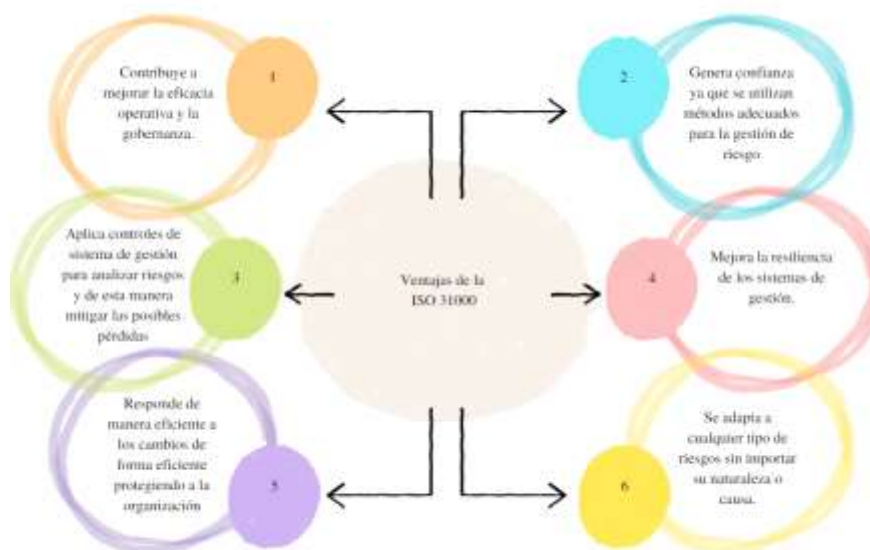 1
Contribuye a
mejorar la eficacia
operativa y la
gobernanza.
2
Genera confianza
ya que se utilizan
métodos adecuados
para la gestión de
riesgo
3
Aplica controles de
sistema de gestión
para analizar riesgos
y de esta manera
mitigar las posibles
pérdidas
Ventajas de la
ISO 31000
4
Mejora la resiliencia
de los sistemas de
gestión.
5
Responde de
manera eficiente a
los cambios de
forma eficiente
protegiendo a la
organización
6
Se adapta a
cualquier tipo de
riesgos sin importar
su naturaleza o
causa.